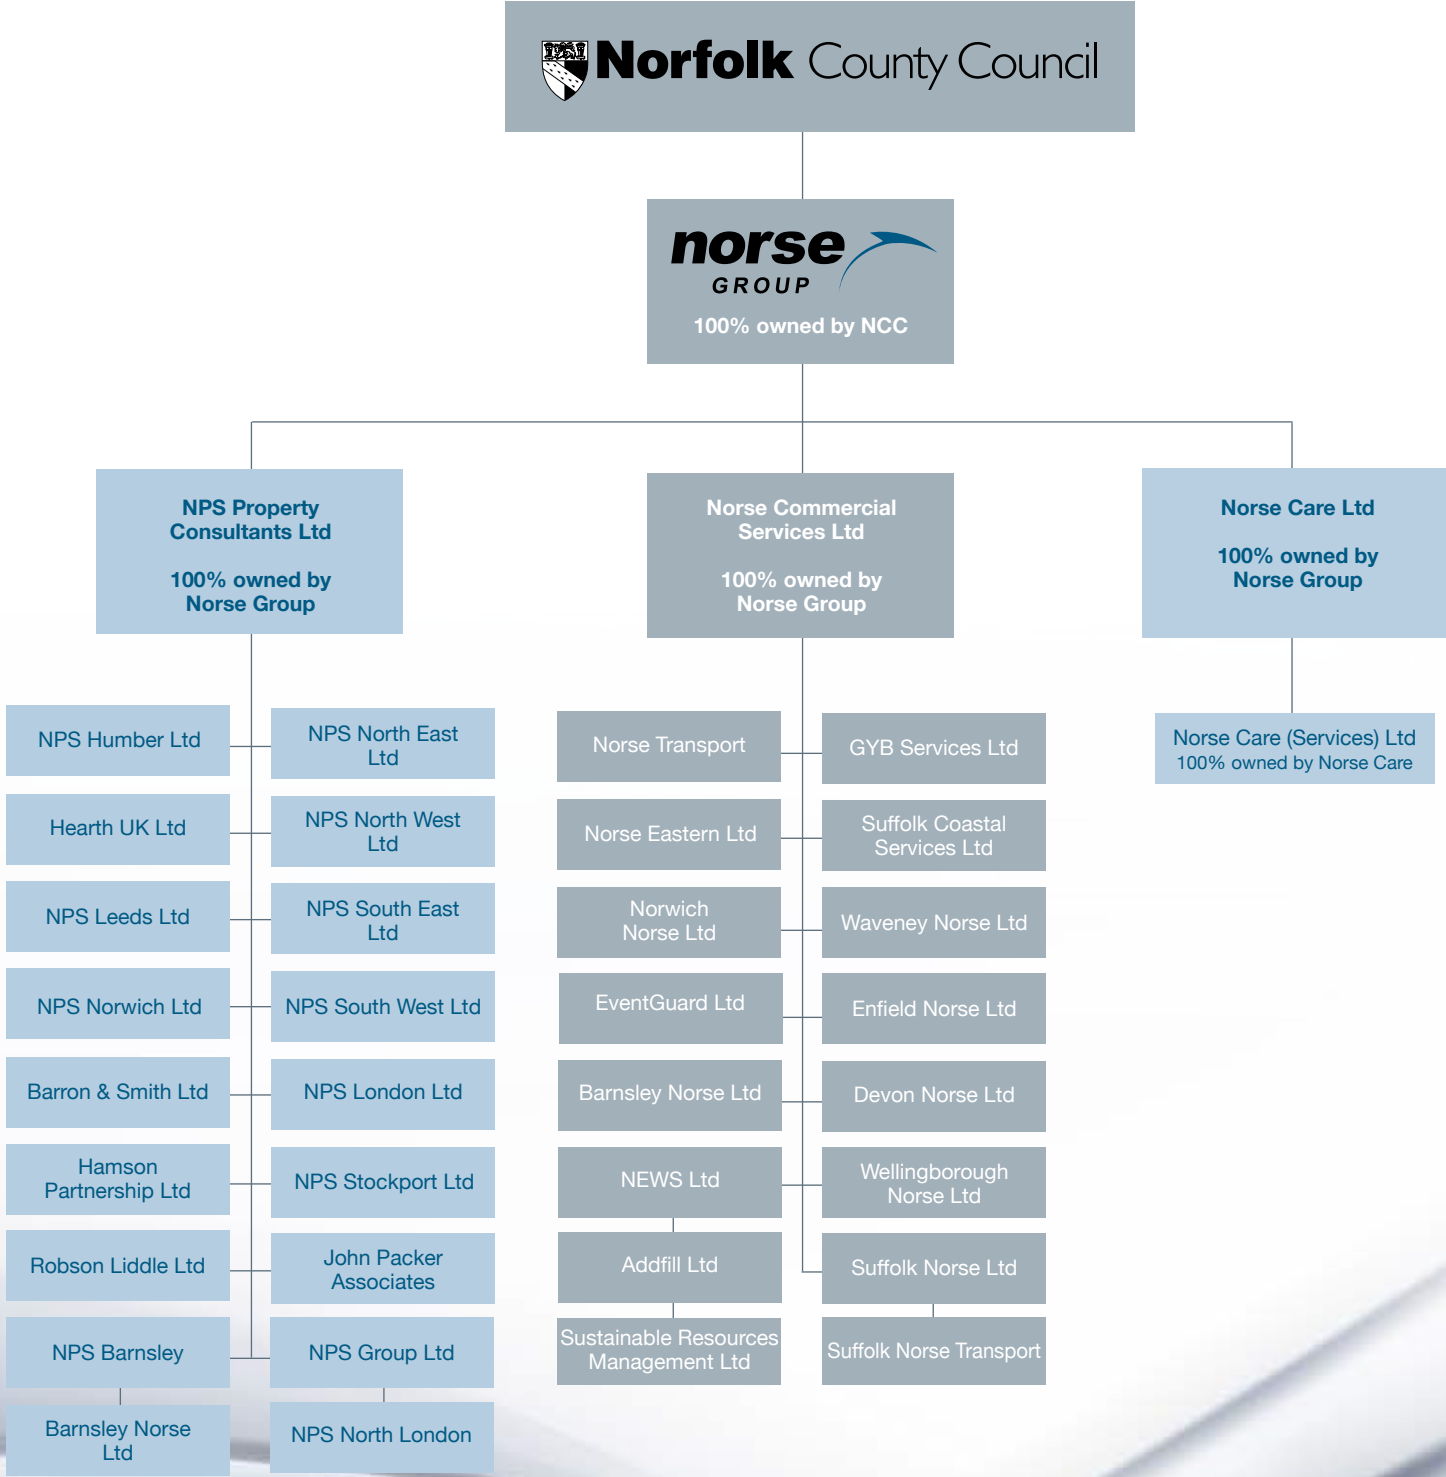 Norfolk County Council
norse
GROUP
100% owned by NCC
NPS Property
Consultants Ltd
100% owned by
Norse Group
Norse Commercial
Services Ltd
100% owned by
Norse Group
Norse Care Ltd
100% owned by
Norse Group
NPS Humber Ltd
NPS North East
Ltd
Hearth UK Ltd
NPS North West
Ltd
NPS Leeds Ltd
NPS South East
Ltd
NPS Norwich Ltd
NPS South West Ltd
Barron & Smith Ltd
NPS London Ltd
Hamson
Partnership Ltd
NPS Stockport Ltd
Robson Liddle Ltd
John Packer
Associates
NPS Barnsley
NPS Group Ltd
Barnsley Norse
Ltd
NPS North London
Norse Transport
GYB Services Ltd
Norse Eastern Ltd
Suffolk Coastal
Services Ltd
Norwich
Norse Ltd
Waveney Norse Ltd
EventGuard Ltd
Enfield Norse Ltd
Barnsley Norse Ltd
Devon Norse Ltd
NEWS Ltd
Wellingborough
Norse Ltd
Addfill Ltd
Suffolk Norse Ltd
Sustainable Resources
Management Ltd
Suffolk Norse Transport
Norse Care (Services) Ltd
100% owned by Norse Care